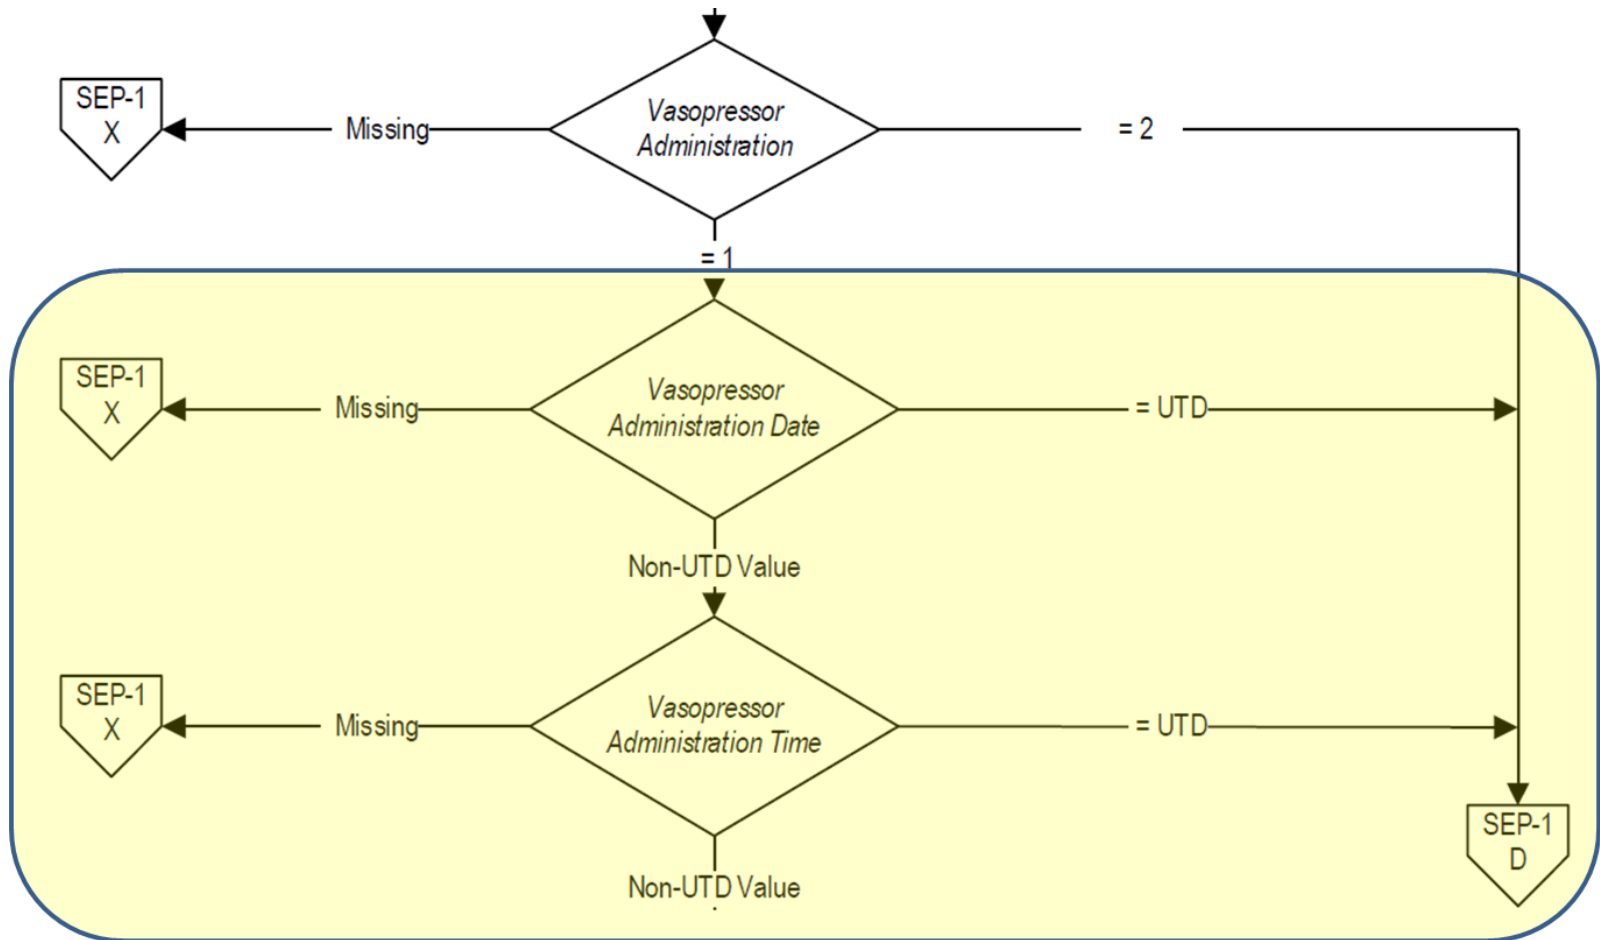 SEP-1
X
Missing
Vasopressor
Administration
= 2
= 1
SEP-1
X
Missing
Vasopressor
Administration Date
= UTD
Non-UTD Value
SEP-1
X
Missing
Vasopressor
Administration Time
= UTD
SEP-1
D
Non-UTD Value